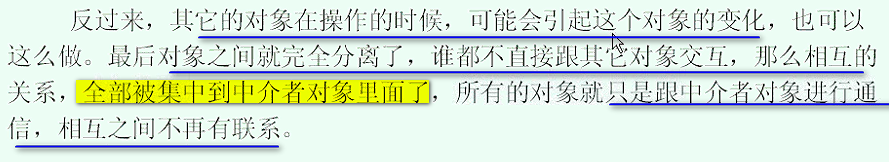 反过来，其它的对象在操作的时候，可能会引起这个对象的变化，也可以
这么做。最后对象之间就完全分离了，谁都不直接跟其它对象交互，那么相互的
关系，全部被集中到中介者对象里面了，所有的对象就只是跟中介者对象进行通
信，相互之间不再有联系。